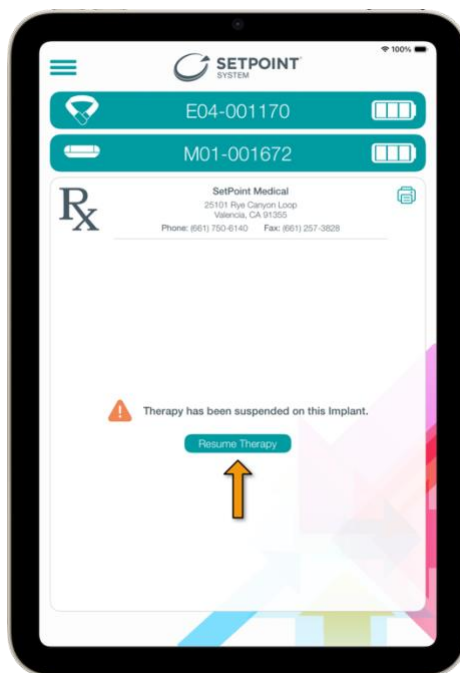 100%
SETPOINT
SYSTEM
E04-001170
M01-001672
Rx
SetPoint Medical
25101 Rye Canyon Loop
Valencia, CA 91355
Phone: (661) 750-6140 Fax: (661) 257-3828
Therapy has been suspended on this Implant.
Resume Therapy